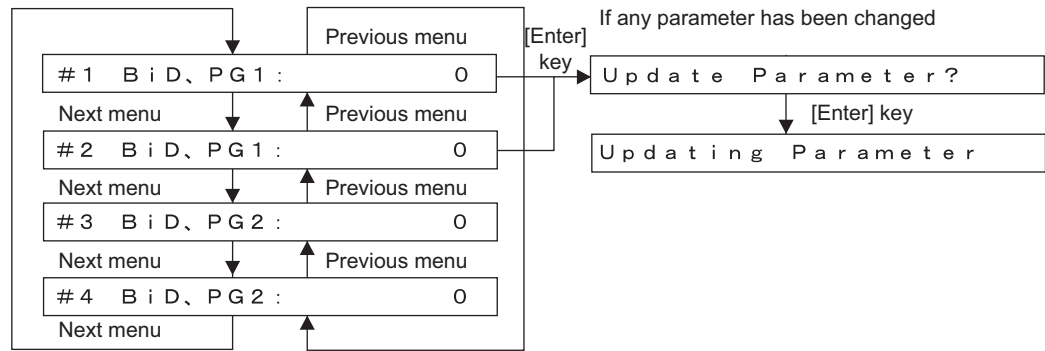 If any parameter has been changed
Previous menu
[Enter]
key
#1 BiD、PG1: 0
Update Parameter?
Next menu
Previous menu
[Enter] key
#2 BiD、PG1: 0
Updating Parameter
Next menu
Previous menu
#3 BiD、PG2: 0
Next menu
Previous menu
#4 BiD、PG2: 0
Next menu